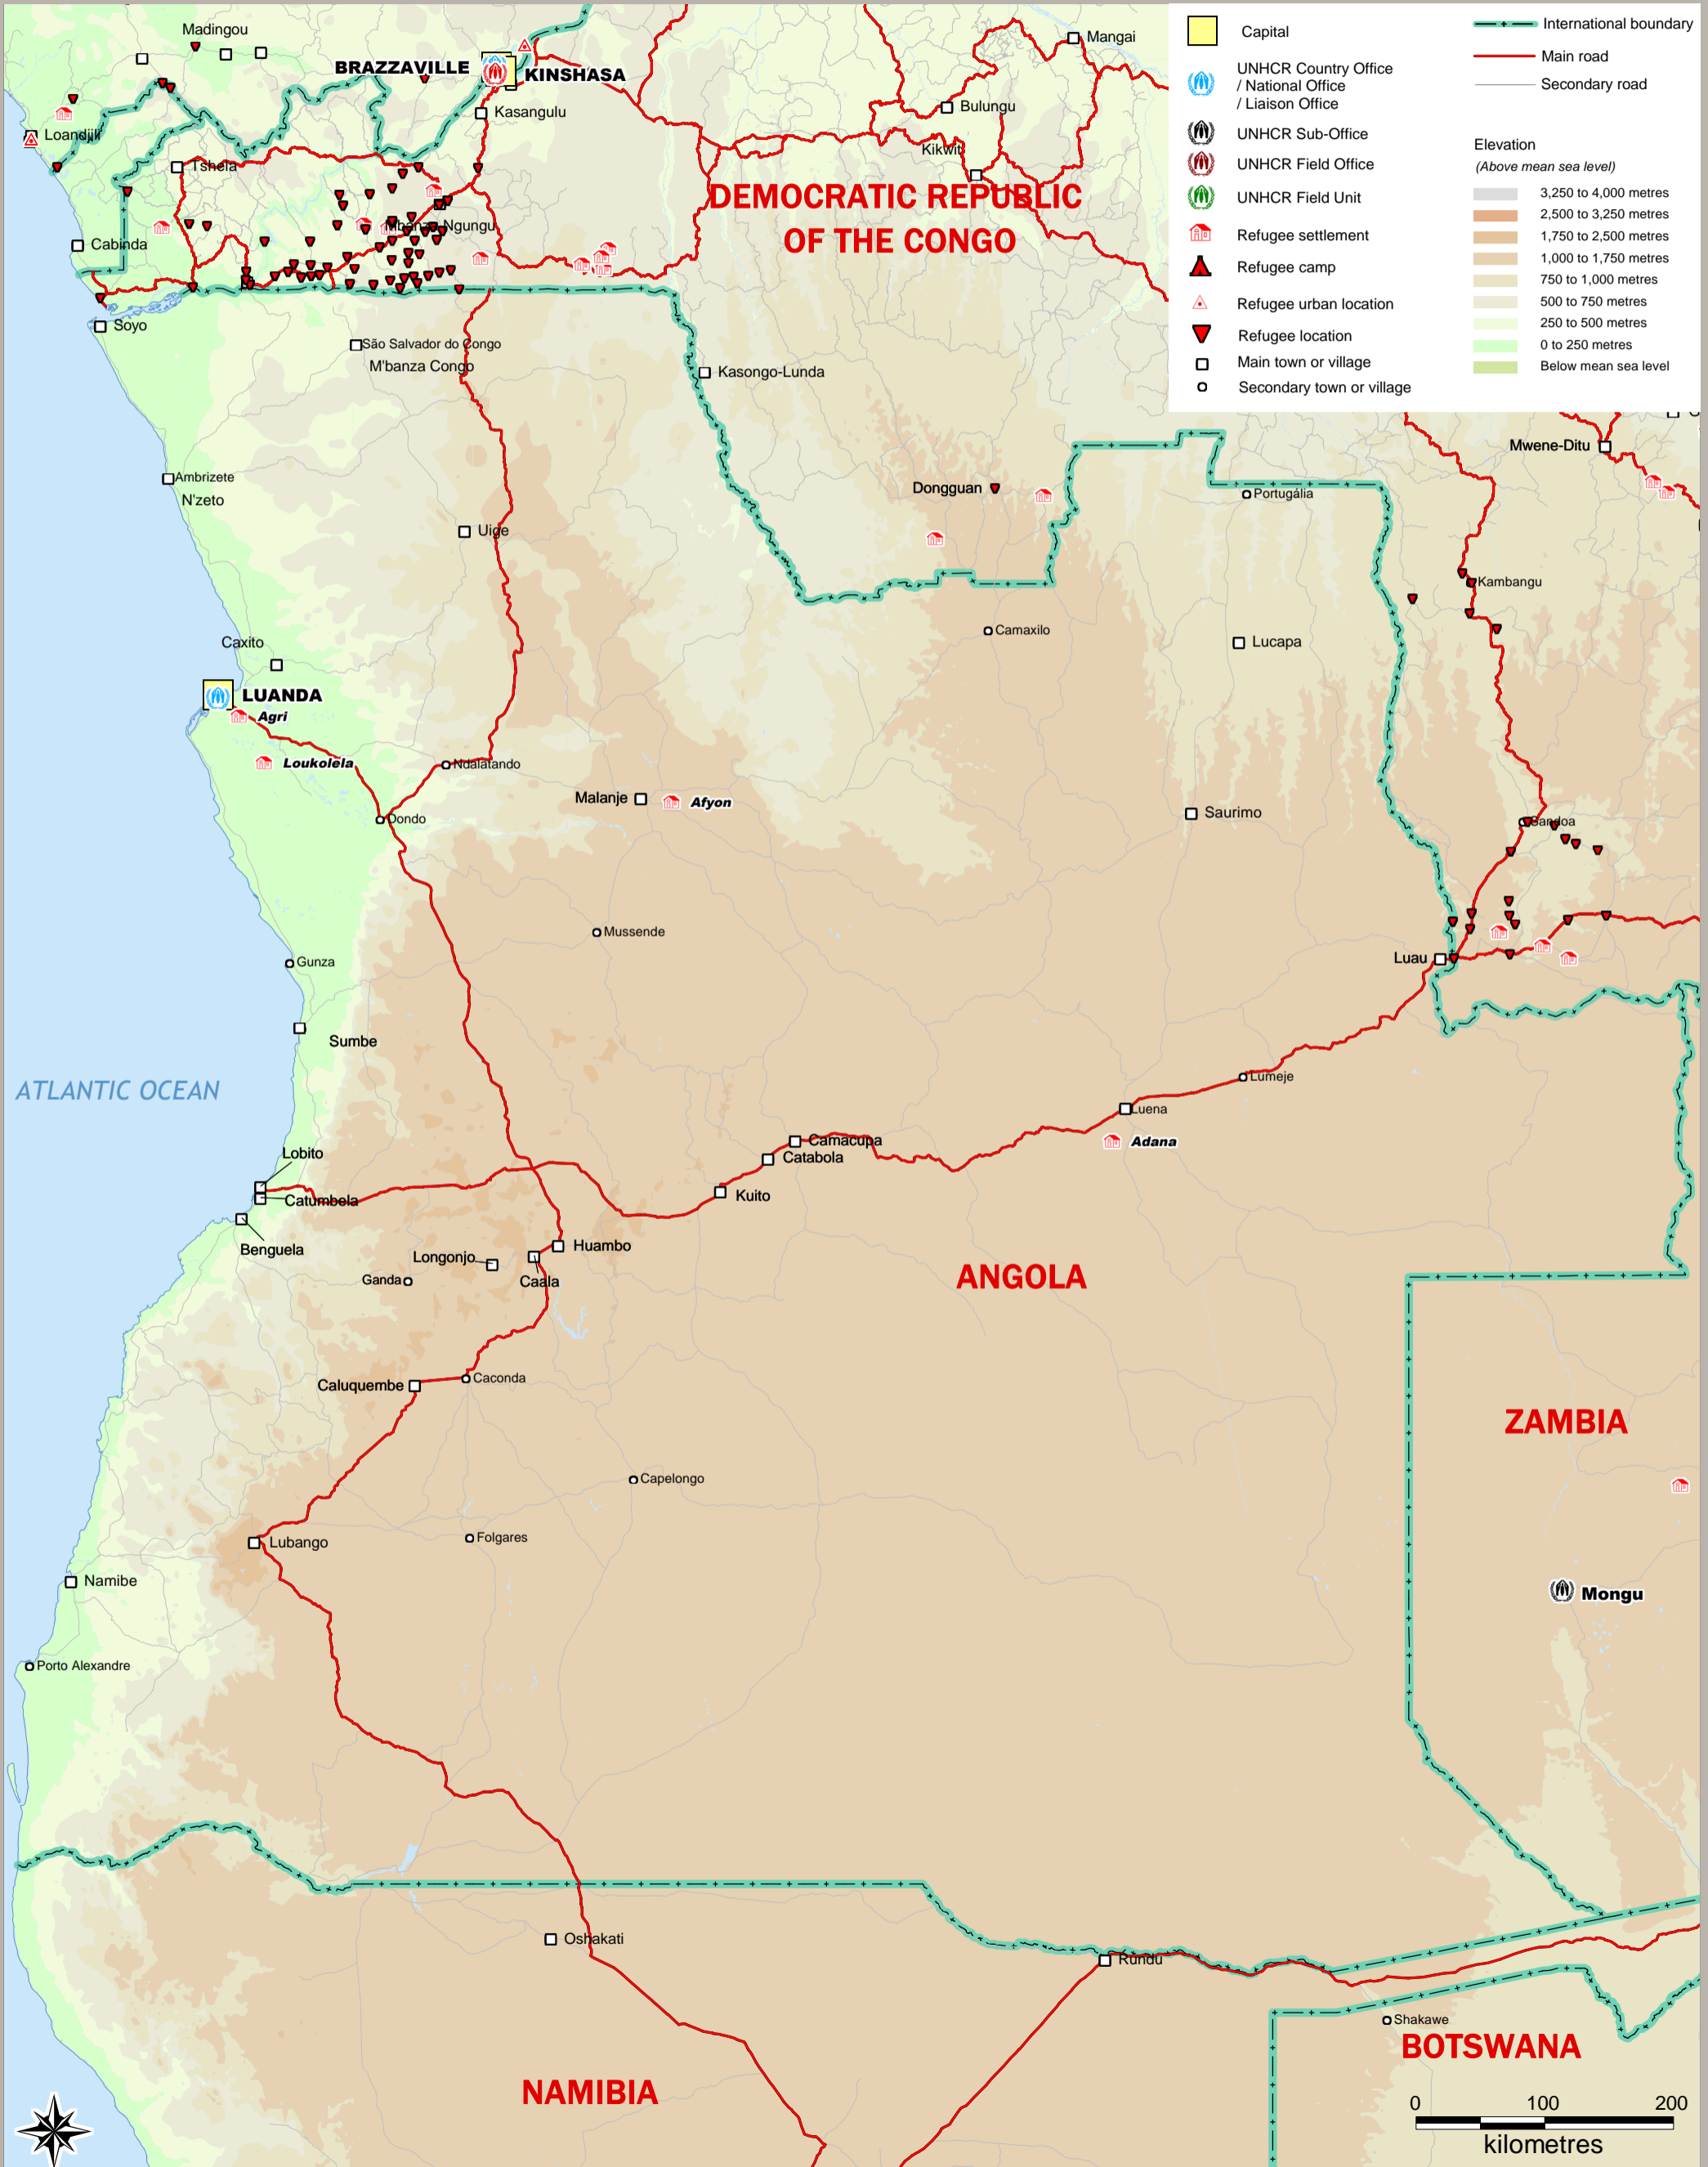 Madingou
BRAZZAVILLE
KINSHASA
Mangai
Kasangulu
Bulungu
Loandjili
Kikwit
Tshela
DEMOCRATIC REPUBLIC
OF THE CONGO
Mbanza-Ngungu
Cabinda
Soyo
São Salvador do Congo
M'banza Congo
Kasongo-Lunda
Capital
UNHCR Country Office
/ National Office
/ Liaison Office
UNHCR Sub-Office
UNHCR Field Office
UNHCR Field Unit
Refugee settlement
Refugee camp
Refugee urban location
Refugee location
Main town or village
Secondary town or village
International boundary
Main road
Secondary road
Elevation
(Above mean sea level)
3,250 to 4,000 metres
2,500 to 3,250 metres
1,750 to 2,500 metres
1,000 to 1,750 metres
750 to 1,000 metres
500 to 750 metres
250 to 500 metres
0 to 250 metres
Below mean sea level
Mwene-Ditu
Ambrizete
N'zeto
Dongguan
Portugália
Uige
Kambangu
Camaxilo
Lucapa
Caxito
LUANDA
Agri
Loukolela
Ndalatando
Malanje
Afyon
Dondo
Saurimo
Sandoa
Mussende
Gunza
Luau
Sumbe
ATLANTIC OCEAN
Lumeje
Luena
Adana
Camacupa
Catabola
Lobito
Catumbela
Kuito
Benguela
Huambo
Longonjo
Caala
Ganda
ANGOLA
Caconda
Caluquembe
ZAMBIA
Capelongo
Folgares
Lubango
Namibe
Mongu
Porto Alexandre
Oshakati
Rundu
Shakawe
BOTSWANA
NAMIBIA
0 100 200
kilometres